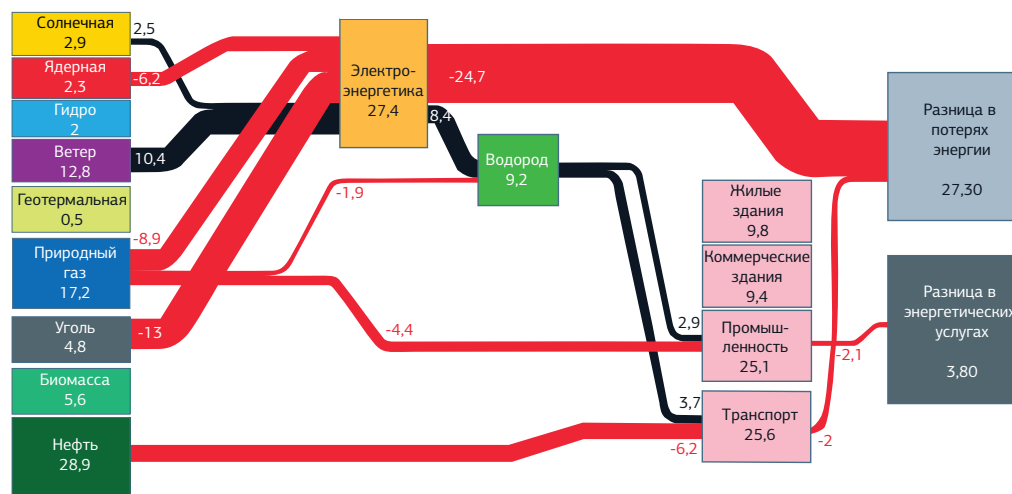 Солнечная
2,9
2,5
Ядерная
2,3
-6,2
Гидро
2
Ветер
12,8
10,4
Геотермальная
0,5
-8,9
Природный
газ
17,2
Уголь
4,8
-13
Биомасса
5,6
Нефть
28,9
Электро-
энергетика
27,4
-24,7
8,4
Водород
9,2
-1,9
-4,4
Жилые
здания
9,8
Коммерческие
здания
9,4
2,9
Промыш-
ленность
25,1
-2,1
3,7
Транспорт
25,6
-6,2
-2
Разница в
потерях
энергии
27,30
Разница в
энергетических
услугах
3,80